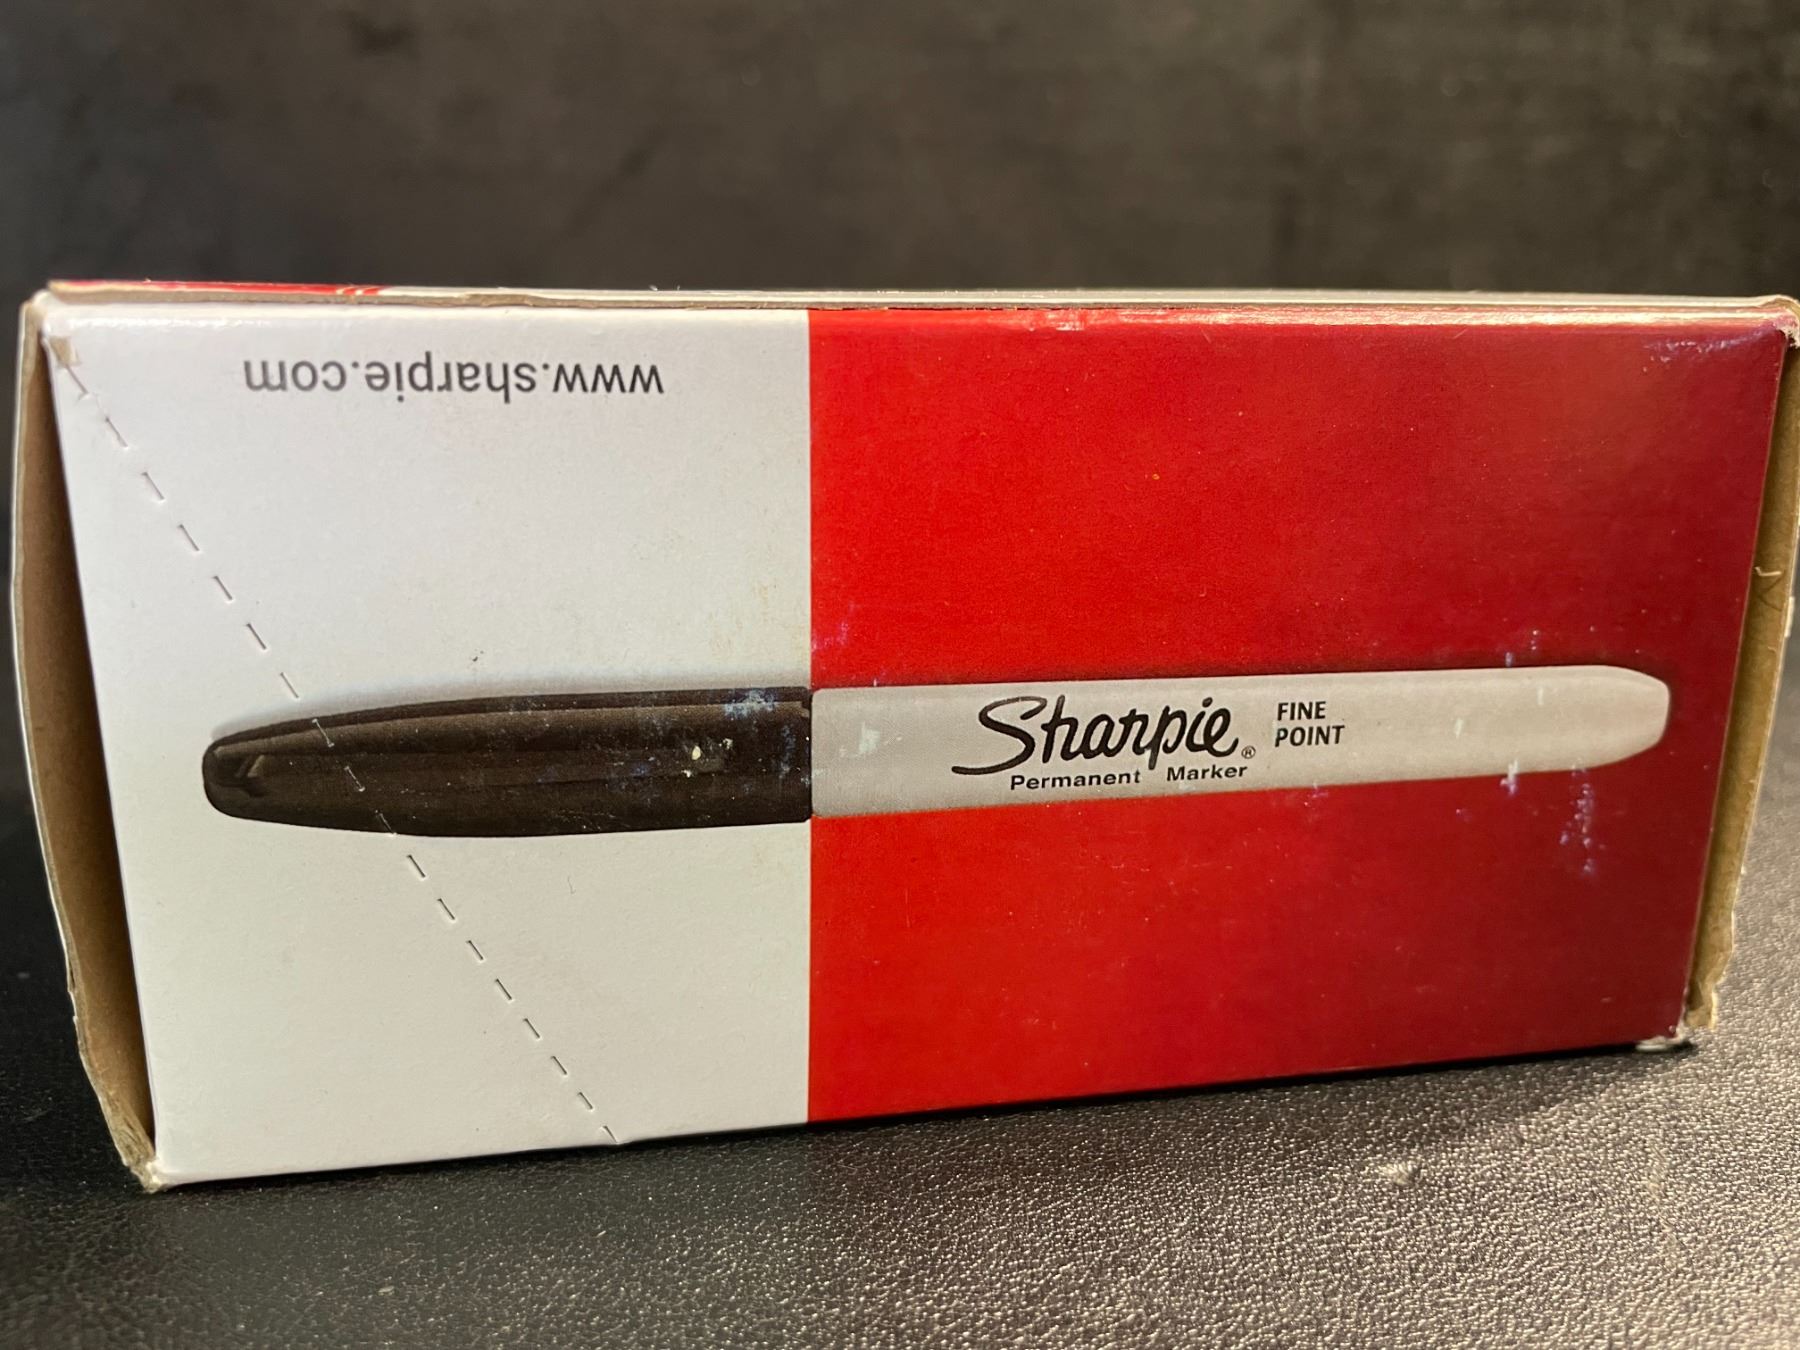 www.sharpie.com
Sharpie® FINE
POINT
Permanent Marker